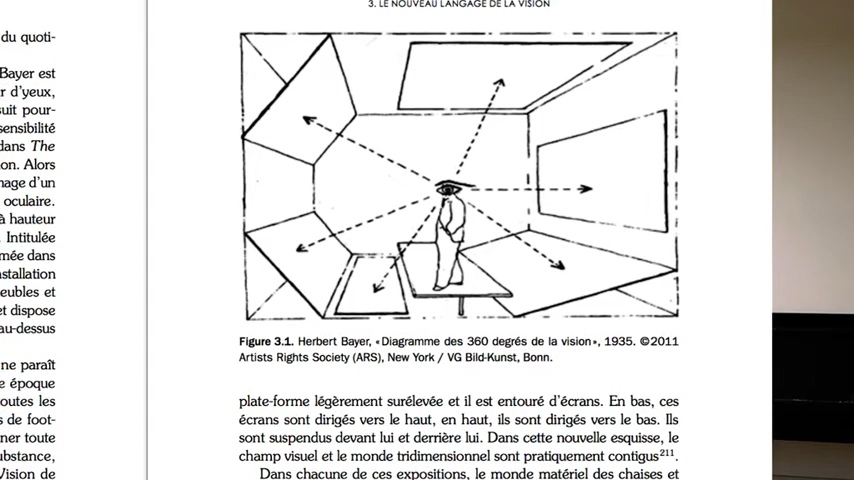 du quoti-
Bayer est
r d'yeux,
suit pour-
sensibilité
dans The
on. Alors
nage d'un
oculaire.
à hauteur
Intitulée
mée dans
nstallation
eubles et
et dispose
au-dessus
ne paraît
e époque
outes les
s de foot-
ner toute
ubstance,
Vision de
3. LE NOUVEAU LANGAGE DE LA VISION
Figure 3.1. Herbert Bayer, «Diagramme des 360 degrés de la vision», 1935. ©2011
Artists Rights Society (ARS), New York / VG Bild-Kunst, Bonn.
plate-forme légèrement surélevée et il est entouré d'écrans. En bas, ces
écrans sont dirigés vers le haut, en haut, ils sont dirigés vers le bas. Ils
sont suspendus devant lui et derrière lui. Dans cette nouvelle esquisse, le
champ visuel et le monde tridimensionnel sont pratiquement contigus²¹¹.
Dans chacune de ces expositions, le monde matériel des chaises et